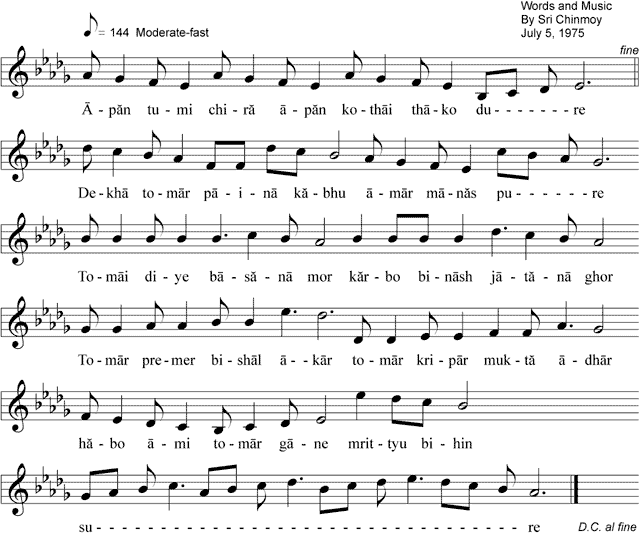 Words and Music
By Sri Chinmoy
♪= 144 Moderate-fast July 5, 1975
fine
Āpăn tu-mi chi-ră ăpăn ko-thāi thāko du-------re
De-khā to-mār pā-i-nā kă-bhu ā-mār mā-năs pu------re
To-māi di-ye bā-să-nā mor kăr-bo bi-nāsh jā-tă-nā ghor
To-mār pre-mer bi-shāl ā-kār to-mār kri-pār muk-tă ā-dhār
hă-bo ā-mi to-mār gā-ne mrit-tyu bi-hin
su----------------------------------re
D.C. al fine